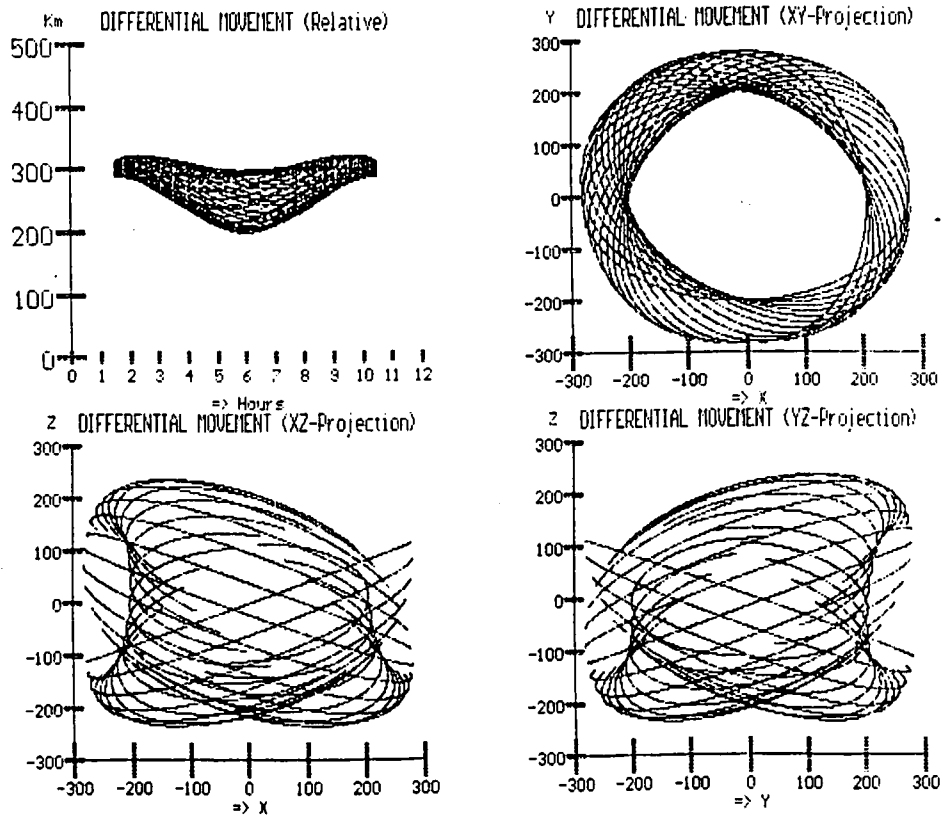 Km DIFFERENTIAL MOVEMENT (Relative)
500
400
300
200
100
0
0 1 2 3 4 5 6 7 8 9 10 11 12
=> Hours
Y DIFFERENTIAL MOVEMENT (XY-Projection)
300
200
100
0
-100
-200
-300
-300 -200 -100 0 100 200 300
=> X
Z DIFFERENTIAL MOVEMENT (XZ-Projection)
300
200
100
0
-100
-200
-300
-300 -200 -100 0 100 200 300
=> X
Z DIFFERENTIAL MOVEMENT (YZ-Projection)
300
200
100
0
-100
-200
-300
-300 -200 -100 0 100 200 300
=> Y